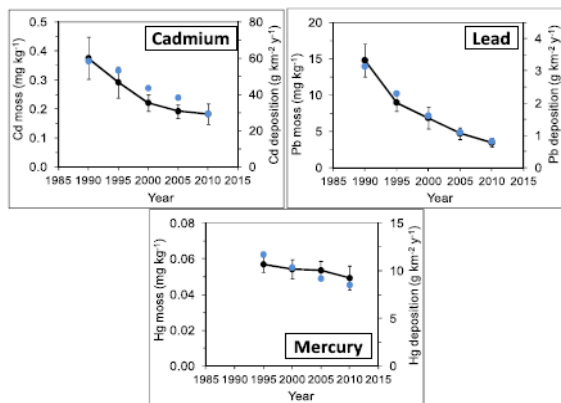 Cadmium
0.5
0.4
0.3
0.2
0.1
0.0
Cd moss (mg kg⁻¹)
80
60
40
20
0
Cd deposition (g km⁻² y⁻¹)
1985 1990 1995 2000 2005 2010 2015
Year
Lead
20
15
10
5
0
Pb moss (mg kg⁻¹)
4
3
2
1
0
Pb deposition (g km⁻² y⁻¹)
1985 1990 1995 2000 2005 2010 2015
Year
0.08
0.06
0.04
0.02
0.00
Hg moss (mg kg⁻¹)
15
10
5
0
Hg deposition (g km⁻² y⁻¹)
Mercury
1985 1990 1995 2000 2005 2010 2015
Year